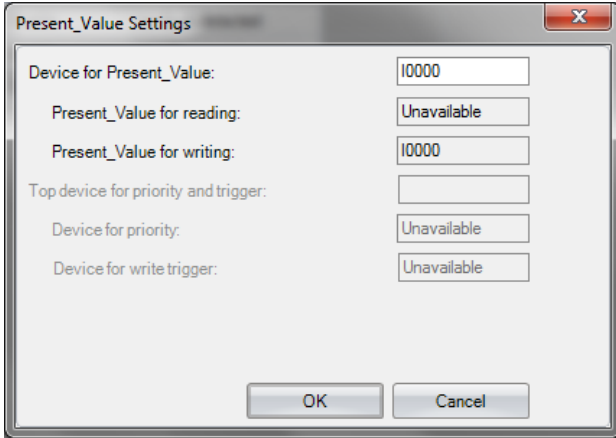 Present_Value Settings
Device for Present_Value: I0000
Present_Value for reading: Unavailable
Present_Value for writing: I0000
Top device for priority and trigger:
Device for priority: Unavailable
Device for write trigger: Unavailable
OK Cancel